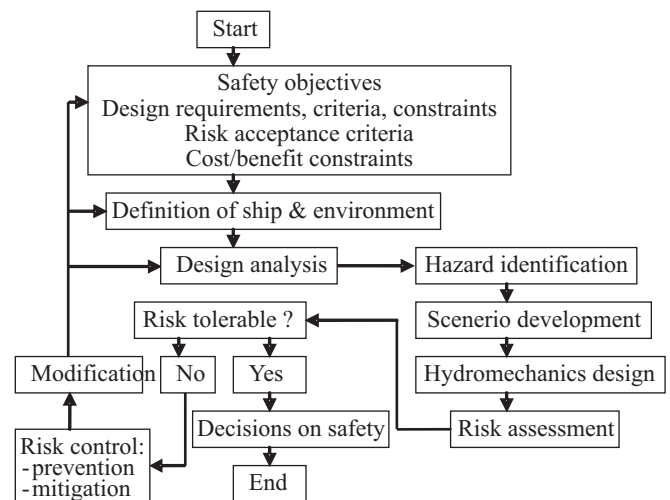 Start
Safety objectives
Design requirements, criteria, constraints
Risk acceptance criteria
Cost/benefit constraints
Definition of ship & environment
Design analysis
Hazard identification
Risk tolerable ?
Scenerio development
Modification
No
Yes
Hydromechanics design
Decisions on safety
Risk assessment
Risk control:
-prevention
-mitigation
End